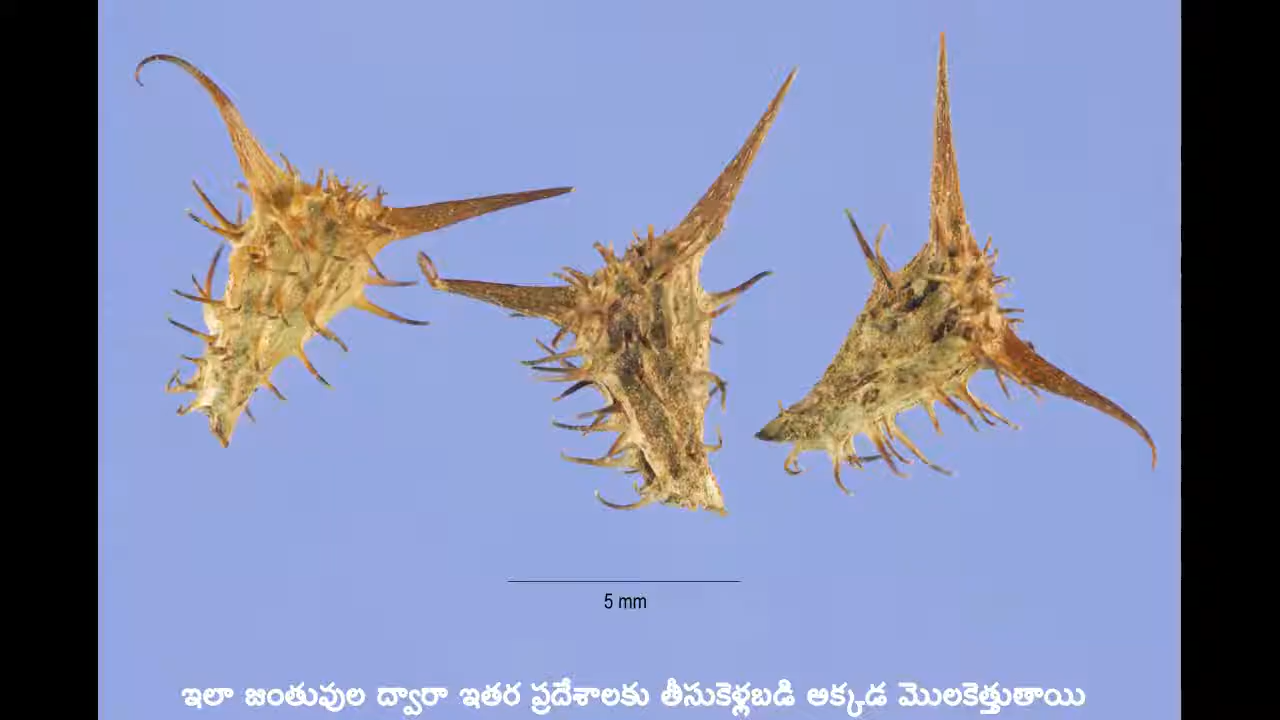 5 mm
ఇలా జంతువుల ద్వారా ఇతర ప్రదేశాలకు తీసుకెళ్లబడి అక్కడ మొలకెత్తుతాయి